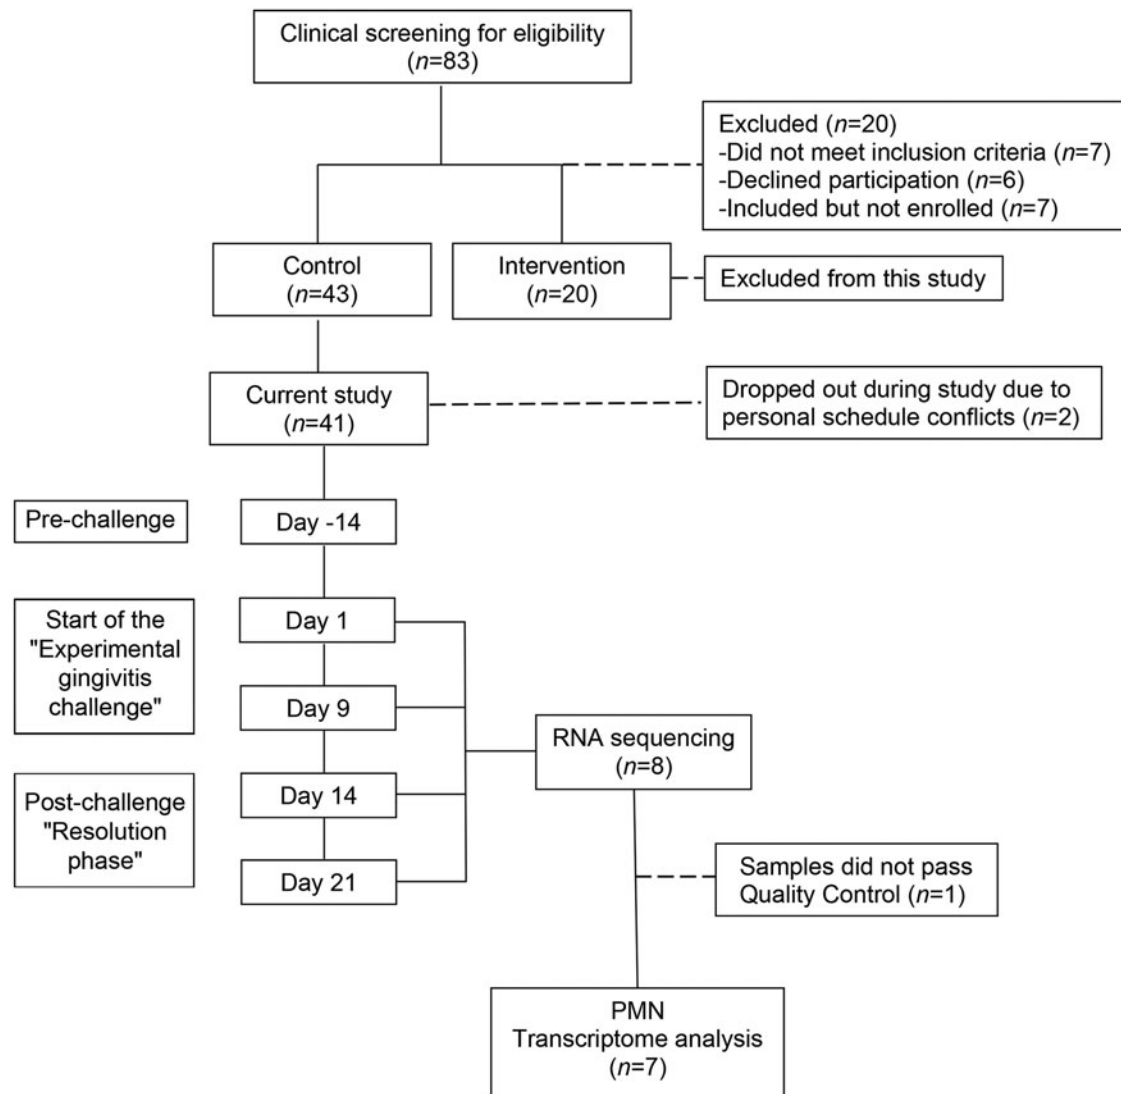 Clinical screening for eligibility
(n=83)
Excluded (n=20)
-Did not meet inclusion criteria (n=7)
-Declined participation (n=6)
-Included but not enrolled (n=7)
Control
(n=43)
Intervention
(n=20)
Excluded from this study
Current study
(n=41)
Dropped out during study due to
personal schedule conflicts (n=2)
Pre-challenge
Day -14
Start of the
"Experimental
gingivitis
challenge"
Day 1
Day 9
RNA sequencing
(n=8)
Post-challenge
"Resolution
phase"
Day 14
Day 21
Samples did not pass
Quality Control (n=1)
PMN
Transcriptome analysis
(n=7)